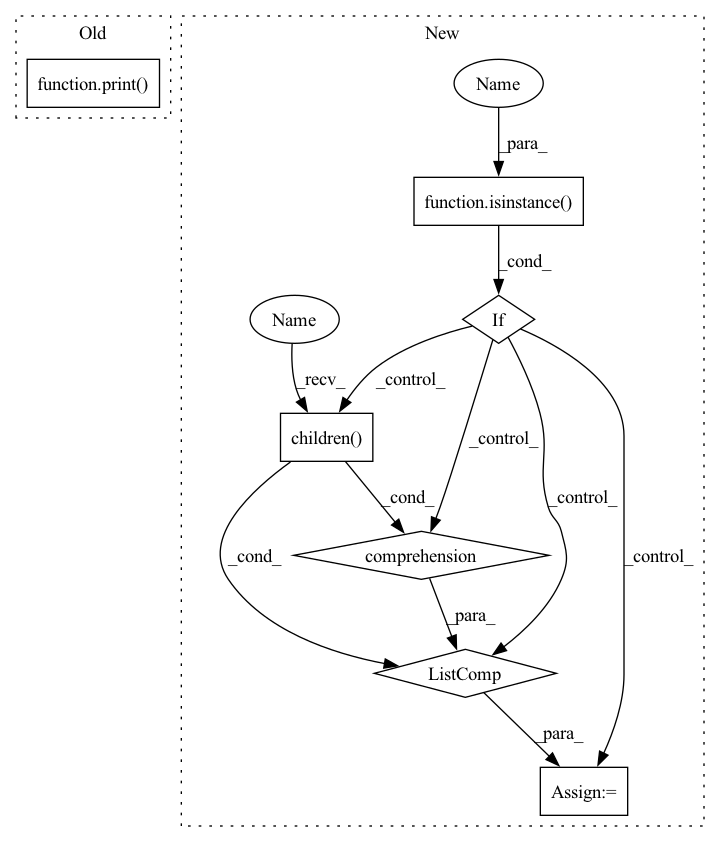 Old
New
function.print()
Name
_para_
function.isinstance()
_cond_
Name
If
_recv_
_control_
children()
_control_
_cond_
_control_
_cond_
comprehension
_control_
_para_
ListComp
_para_
Assign:=